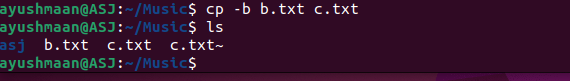 ayushmaan@ASJ:~/Music$ cp -b b.txt c.txt
ayushmaan@ASJ:~/Music$ ls
asj  b.txt  c.txt  c.txt~
ayushmaan@ASJ:~/Music$